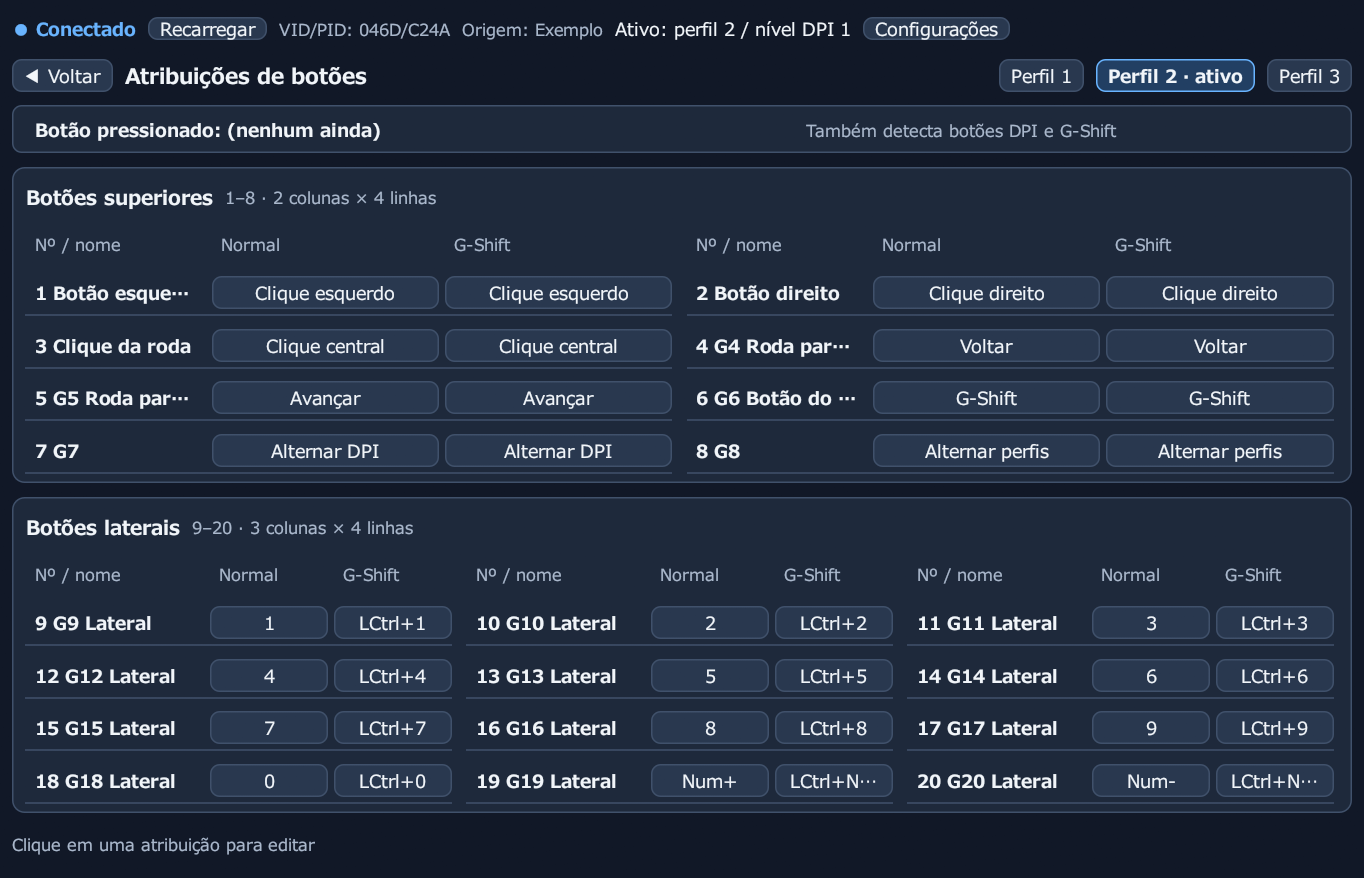 Conectado Recarregar VID/PID: 046D/C24A Origem: Exemplo Ativo: perfil 2 / nível DPI 1 Configurações
◀ Voltar Atribuições de botões Perfil 1 Perfil 2 · ativo Perfil 3
Botão pressionado: (nenhum ainda) Também detecta botões DPI e G-Shift
Botões superiores 1–8 · 2 colunas × 4 linhas
Nº / nome Normal G-Shift Nº / nome Normal G-Shift
1 Botão esque··· Clique esquerdo Clique esquerdo 2 Botão direito Clique direito Clique direito
3 Clique da roda Clique central Clique central 4 G4 Roda par··· Voltar Voltar
5 G5 Roda par··· Avançar Avançar 6 G6 Botão do ··· G-Shift G-Shift
7 G7 Alternar DPI Alternar DPI 8 G8 Alternar perfis Alternar perfis
Botões laterais 9–20 · 3 colunas × 4 linhas
Nº / nome Normal G-Shift Nº / nome Normal G-Shift Nº / nome Normal G-Shift
9 G9 Lateral 1 LCtrl+1 10 G10 Lateral 2 LCtrl+2 11 G11 Lateral 3 LCtrl+3
12 G12 Lateral 4 LCtrl+4 13 G13 Lateral 5 LCtrl+5 14 G14 Lateral 6 LCtrl+6
15 G15 Lateral 7 LCtrl+7 16 G16 Lateral 8 LCtrl+8 17 G17 Lateral 9 LCtrl+9
18 G18 Lateral 0 LCtrl+0 19 G19 Lateral Num+ LCtrl+N··· 20 G20 Lateral Num- LCtrl+N···
Clique em uma atribuição para editar